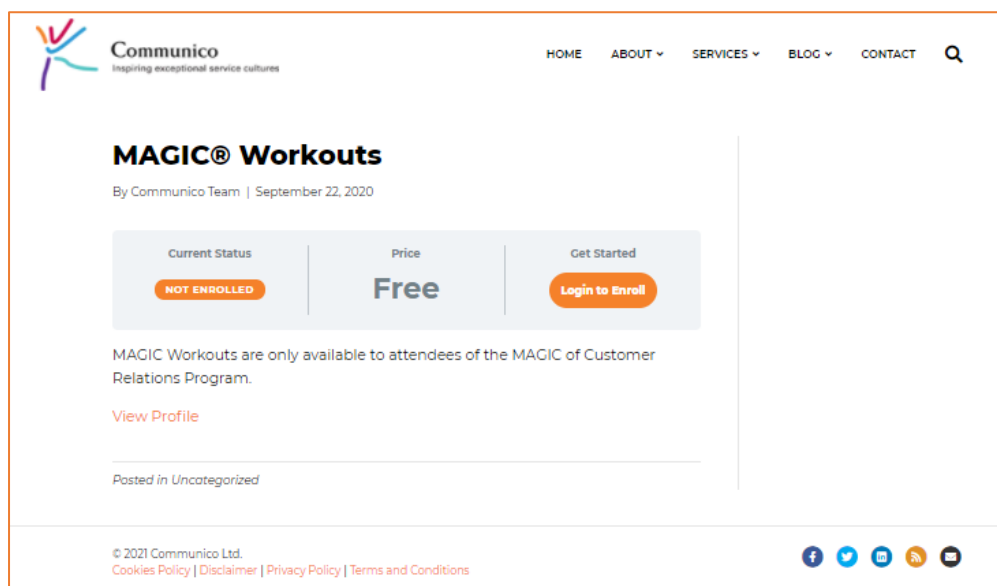 Communico
Inspiring exceptional service cultures
HOME ABOUT SERVICES BLOG CONTACT
MAGIC® Workouts
By Communico Team | September 22, 2020
Current Status Price Get Started
NOT ENROLLED Free Login to Enroll
MAGIC Workouts are only available to attendees of the MAGIC of Customer
Relations Program.
View Profile
Posted in Uncategorized
© 2021 Communico Ltd.
Cookies Policy | Disclaimer | Privacy Policy | Terms and Conditions